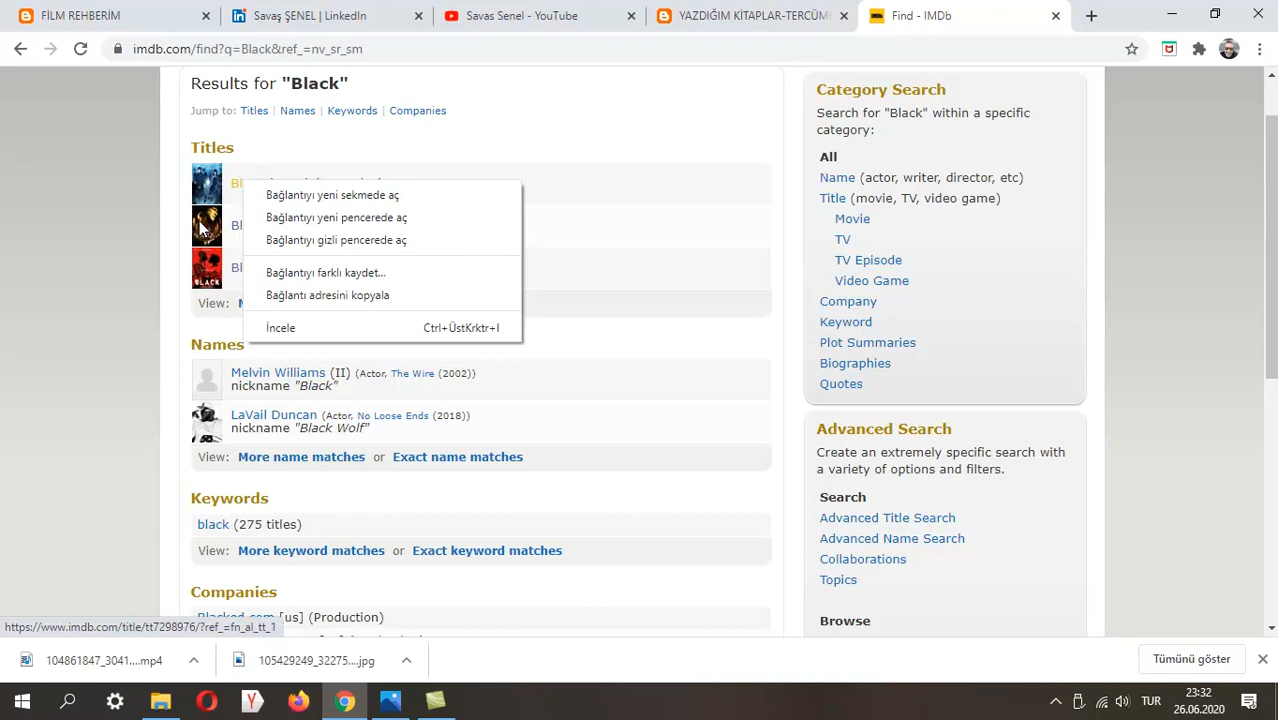 FİLM REHBERİM
Savaş ŞENEL | LinkedIn
Savas Senel - YouTube
YAZDIĞIM KİTAPLAR-TERCÜM
Find - IMDb
imdb.com/find?q=Black&ref_=nv_sr_sm
Results for "Black"
Jump to: Titles | Names | Keywords | Companies
Titles
Bl
Bağlantıyı yeni sekmede aç
Bağlantıyı yeni pencerede aç
Bl
Bağlantıyı gizli pencerede aç
Bl
Bağlantıyı farklı kaydet...
Bağlantı adresini kopyala
View: M
İncele Ctrl+ÜstKrktr+I
Names
Melvin Williams (II) (Actor, The Wire (2002))
nickname "Black"
LaVail Duncan (Actor, No Loose Ends (2018))
nickname "Black Wolf"
View: More name matches or Exact name matches
Keywords
black (275 titles)
View: More keyword matches or Exact keyword matches
Companies
Blacked.com [us] (Production)
Category Search
Search for "Black" within a specific
category:
All
Name (actor, writer, director, etc)
Title (movie, TV, video game)
Movie
TV
TV Episode
Video Game
Company
Keyword
Plot Summaries
Biographies
Quotes
Advanced Search
Create an extremely specific search with
a variety of options and filters.
Search
Advanced Title Search
Advanced Name Search
Collaborations
Topics
Browse
https://www.imdb.com/title/tt7298976/?ref_=fn_al_tt_1
104861847_3041....mp4
105429249_32275....jpg
Tümünü göster
TUR
23:32
26.06.2020